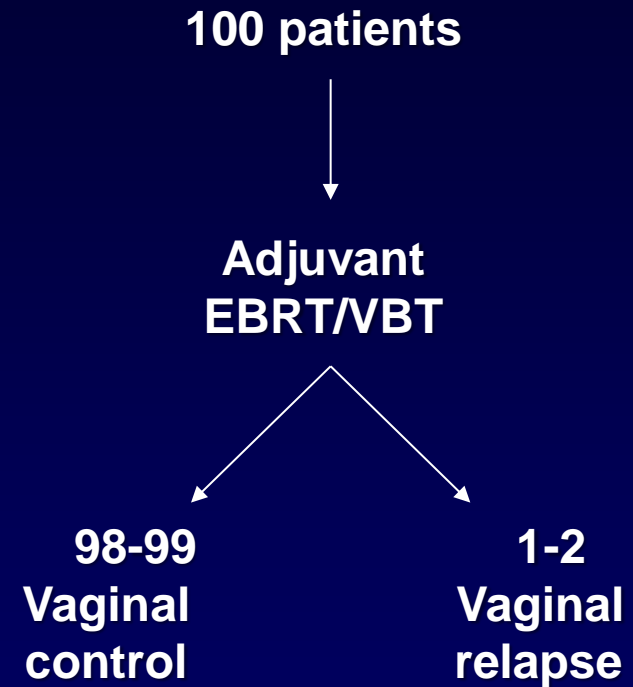 100 patients
Adjuvant
EBRT/VBT
98-99
Vaginal
control
1-2
Vaginal
relapse